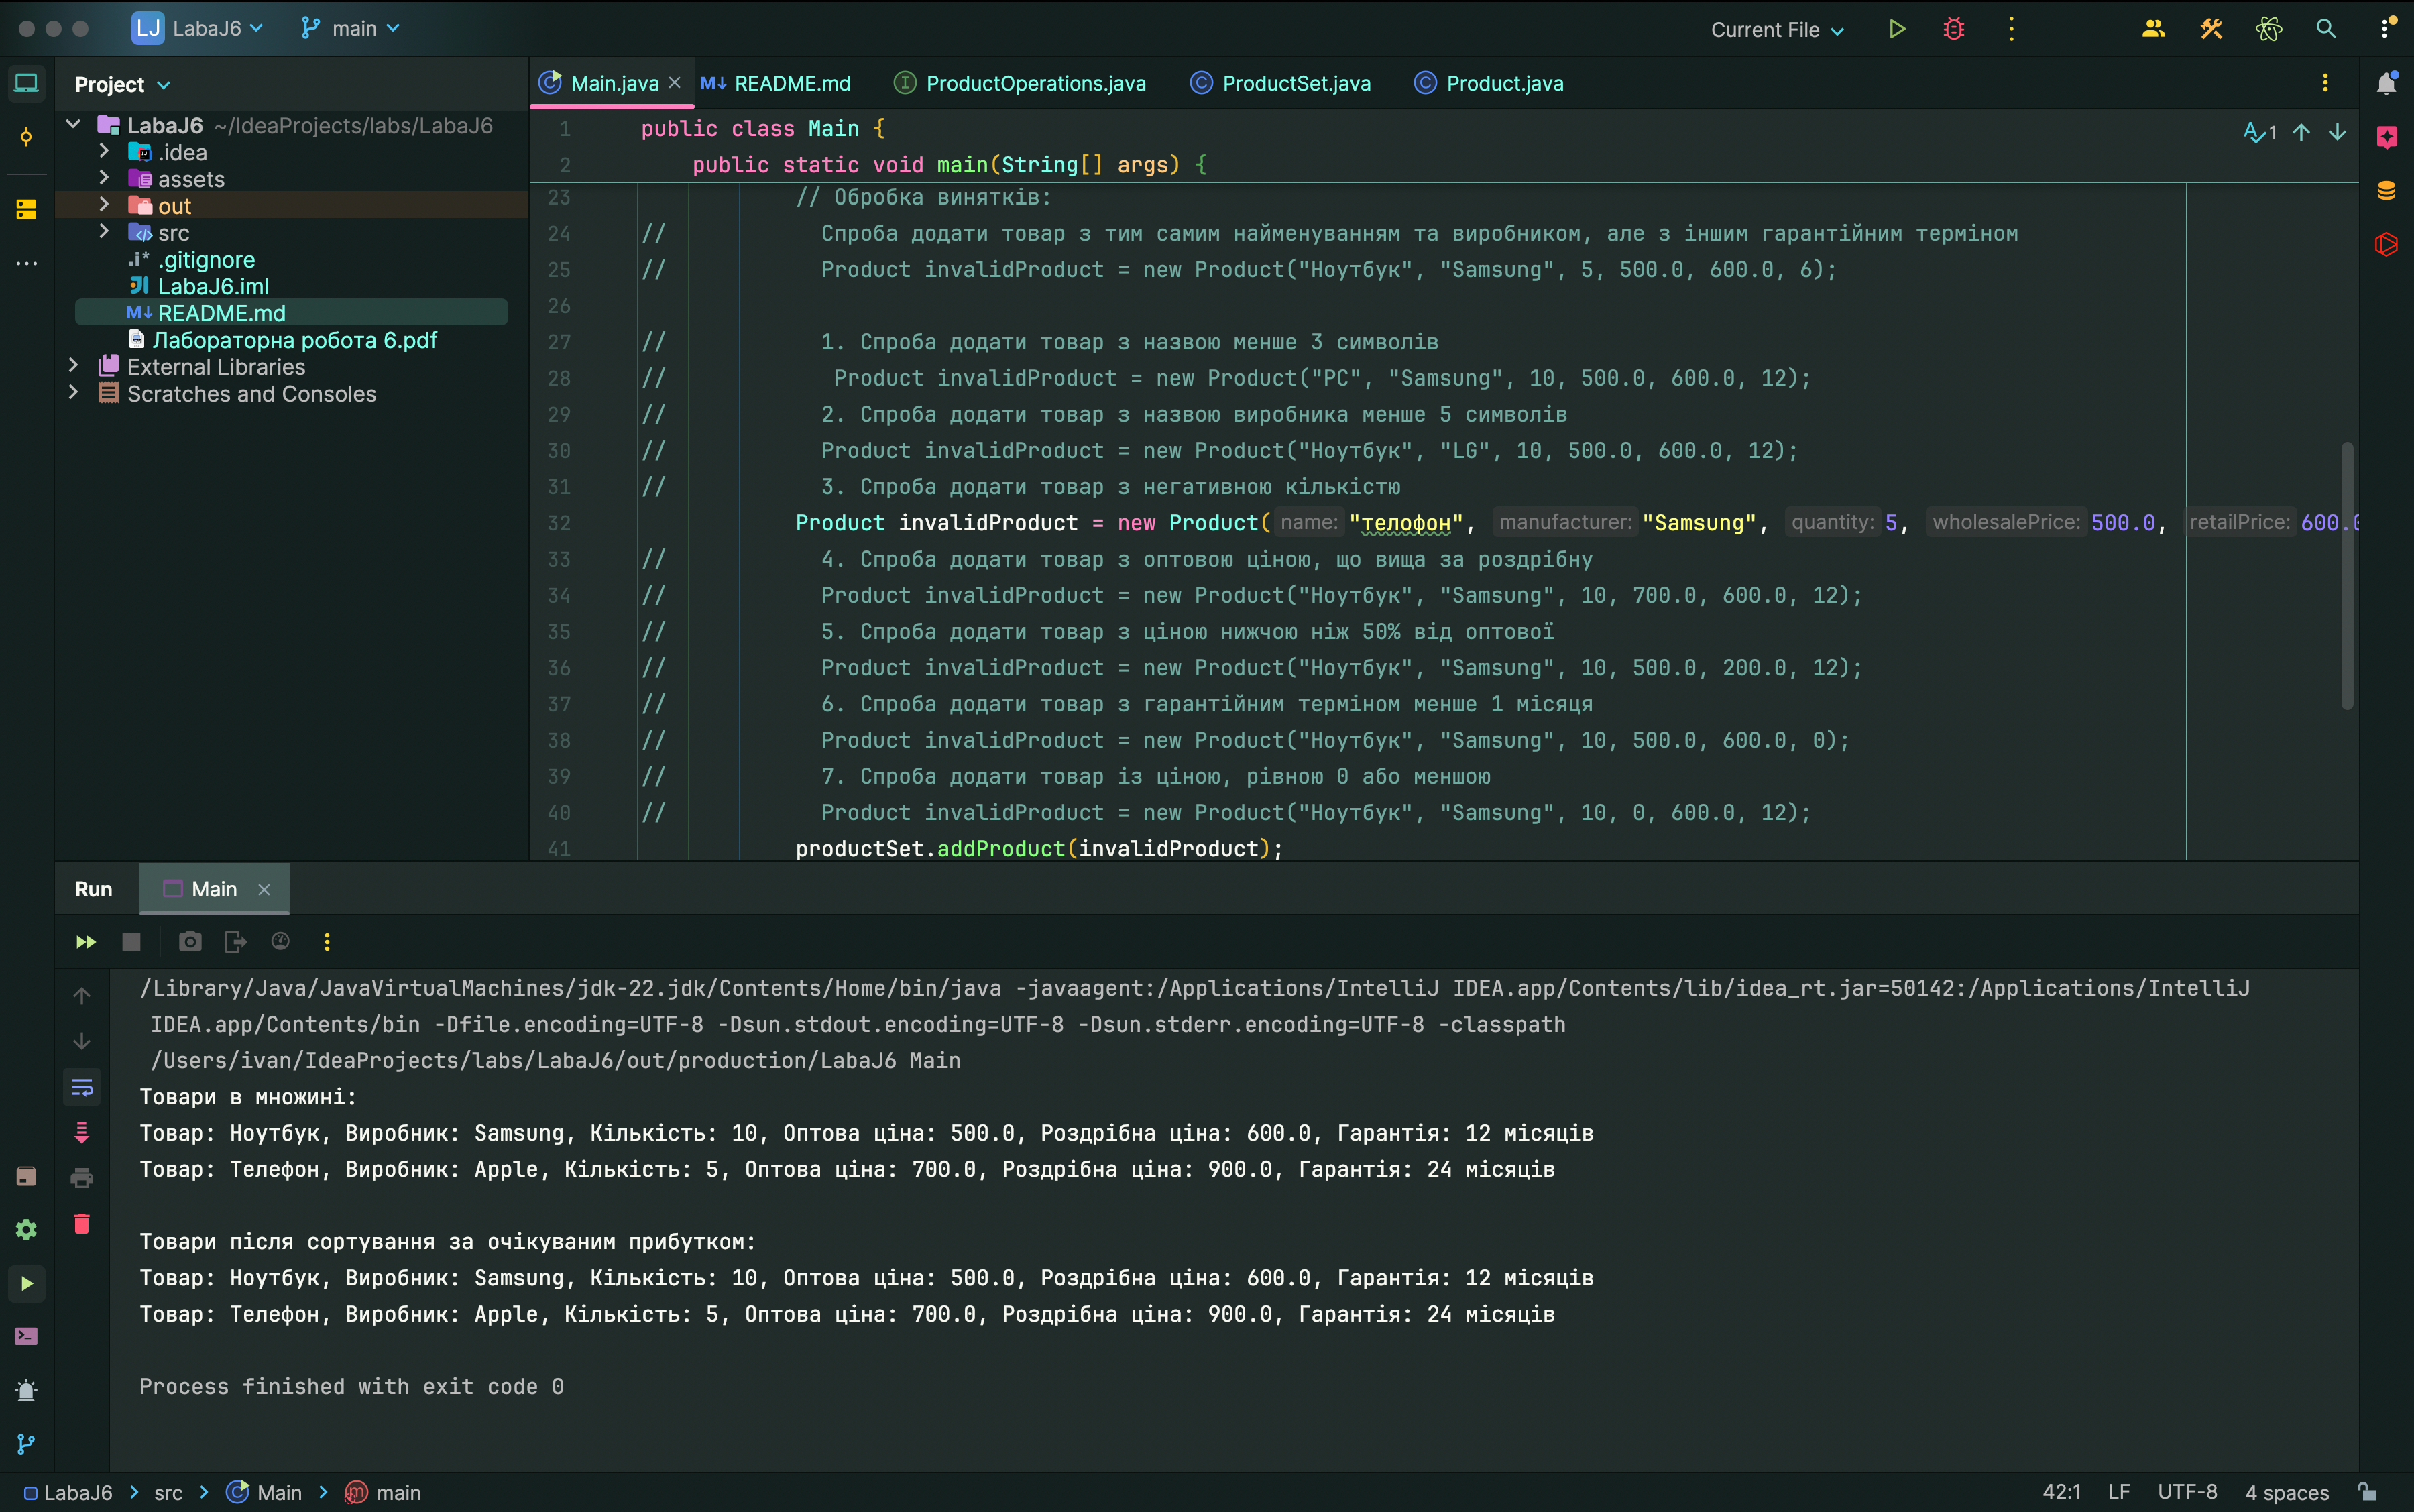 LJ LabaJ6 main Current File
Project
Main.java README.md ProductOperations.java ProductSet.java Product.java
LabaJ6 ~/IdeaProjects/labs/LabaJ6
.idea
assets
out
src
.gitignore
LabaJ6.iml
README.md
Лабораторна робота 6.pdf
External Libraries
Scratches and Consoles
1 public class Main {
2 public static void main(String[] args) {
1
23 // Обробка винятків:
24 // Спроба додати товар з тим самим найменуванням та виробником, але з іншим гарантійним терміном
25 // Product invalidProduct = new Product("Ноутбук", "Samsung", 5, 500.0, 600.0, 6);
26
27 // 1. Спроба додати товар з назвою менше 3 символів
28 // Product invalidProduct = new Product("PC", "Samsung", 10, 500.0, 600.0, 12);
29 // 2. Спроба додати товар з назвою виробника менше 5 символів
30 // Product invalidProduct = new Product("Ноутбук", "LG", 10, 500.0, 600.0, 12);
31 // 3. Спроба додати товар з негативною кількістю
32 Product invalidProduct = new Product( name: "телофон", manufacturer: "Samsung", quantity: 5, wholesalePrice: 500.0, retailPrice: 600.0
33 // 4. Спроба додати товар з оптовою ціною, що вища за роздрібну
34 // Product invalidProduct = new Product("Ноутбук", "Samsung", 10, 700.0, 600.0, 12);
35 // 5. Спроба додати товар з ціною нижчою ніж 50% від оптової
36 // Product invalidProduct = new Product("Ноутбук", "Samsung", 10, 500.0, 200.0, 12);
37 // 6. Спроба додати товар з гарантійним терміном менше 1 місяця
38 // Product invalidProduct = new Product("Ноутбук", "Samsung", 10, 500.0, 600.0, 0);
39 // 7. Спроба додати товар із ціною, рівною 0 або меншою
40 // Product invalidProduct = new Product("Ноутбук", "Samsung", 10, 0, 600.0, 12);
41 productSet.addProduct(invalidProduct);
Run Main
/Library/Java/JavaVirtualMachines/jdk-22.jdk/Contents/Home/bin/java -javaagent:/Applications/IntelliJ IDEA.app/Contents/lib/idea_rt.jar=50142:/Applications/IntelliJ
IDEA.app/Contents/bin -Dfile.encoding=UTF-8 -Dsun.stdout.encoding=UTF-8 -Dsun.stderr.encoding=UTF-8 -classpath
/Users/ivan/IdeaProjects/labs/LabaJ6/out/production/LabaJ6 Main
Товари в множині:
Товар: Ноутбук, Виробник: Samsung, Кількість: 10, Оптова ціна: 500.0, Роздрібна ціна: 600.0, Гарантія: 12 місяців
Товар: Телефон, Виробник: Apple, Кількість: 5, Оптова ціна: 700.0, Роздрібна ціна: 900.0, Гарантія: 24 місяців
Товари після сортування за очікуваним прибутком:
Товар: Ноутбук, Виробник: Samsung, Кількість: 10, Оптова ціна: 500.0, Роздрібна ціна: 600.0, Гарантія: 12 місяців
Товар: Телефон, Виробник: Apple, Кількість: 5, Оптова ціна: 700.0, Роздрібна ціна: 900.0, Гарантія: 24 місяців
Process finished with exit code 0
LabaJ6 src Main main 42:1 LF UTF-8 4 spaces